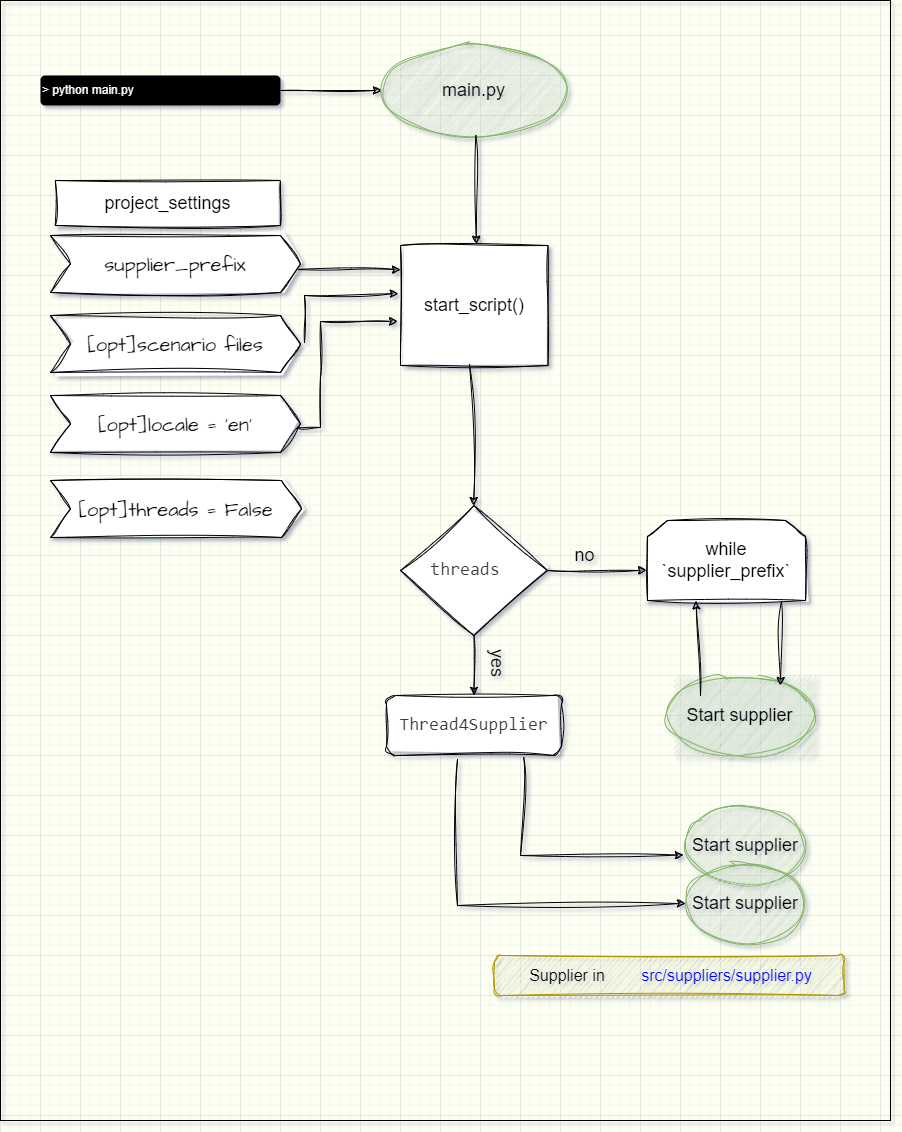 > python main.py
main.py
project_settings
supplier_prefix
[opt]scenario files
[opt]locale = 'en'
[opt]threads = False
start_script()
threads
no
while
`supplier_prefix`
yes
Thread4Supplier
Start supplier
Start supplier
Start supplier
Supplier in src/suppliers/supplier.py